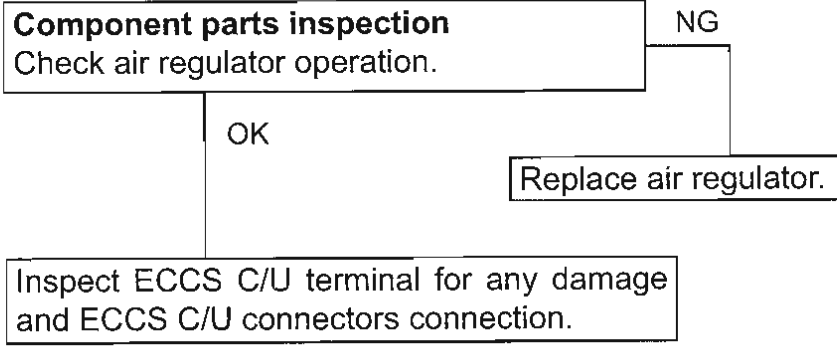 Component parts inspection
Check air regulator operation.
NG
OK
Replace air regulator.
Inspect ECCS C/U terminal for any damage
and ECCS C/U connectors connection.